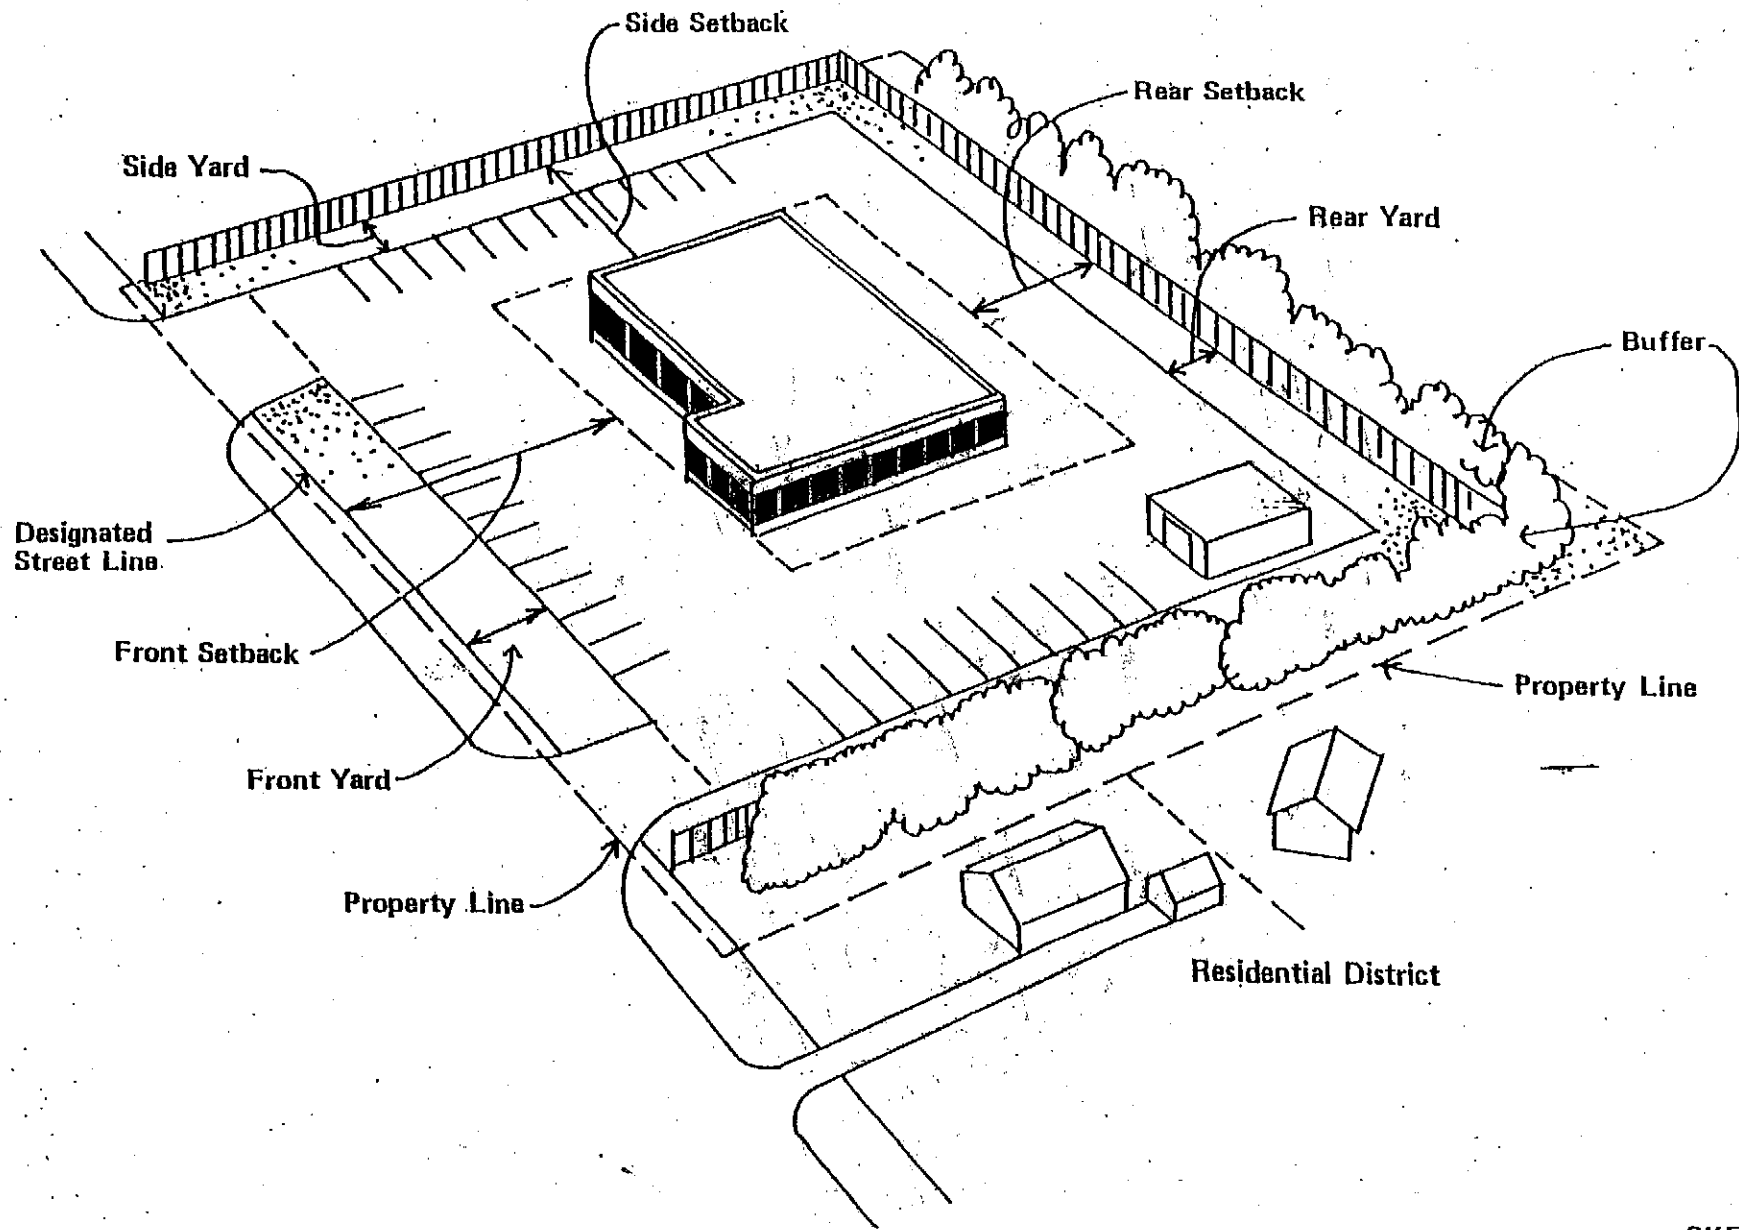 Side Setback
Rear Setback
Side Yard
Rear Yard
Buffer
Designated
Street Line
Front Setback
Property Line
Front Yard
Property Line
Residential District